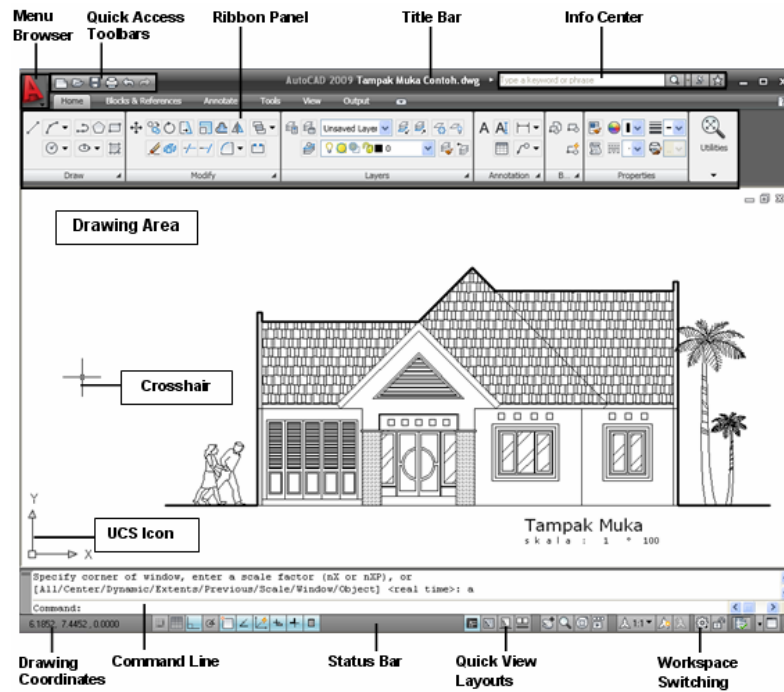 Menu Browser
Quick Access Toolbars
Ribbon Panel
Title Bar
Info Center
AutoCAD 2009 Tampak Muka Contoh.dwg
Type a keyword or phrase
Home Blocks & References Annotate Tools View Output
Unsaved Layer
0
A A
Utilities
Draw Modify Layers Annotation B... Properties
Drawing Area
Crosshair
Y
UCS Icon
X
Tampak Muka
skala : 1 * 100
Specify corner of window, enter a scale factor (nX or nXP), or
[All/Center/Dynamic/Extents/Previous/Scale/Window/Object] <real time>: a
Command:
6.1852, 7.4452, 0.0000
1:1
Drawing Coordinates
Command Line
Status Bar
Quick View Layouts
Workspace Switching